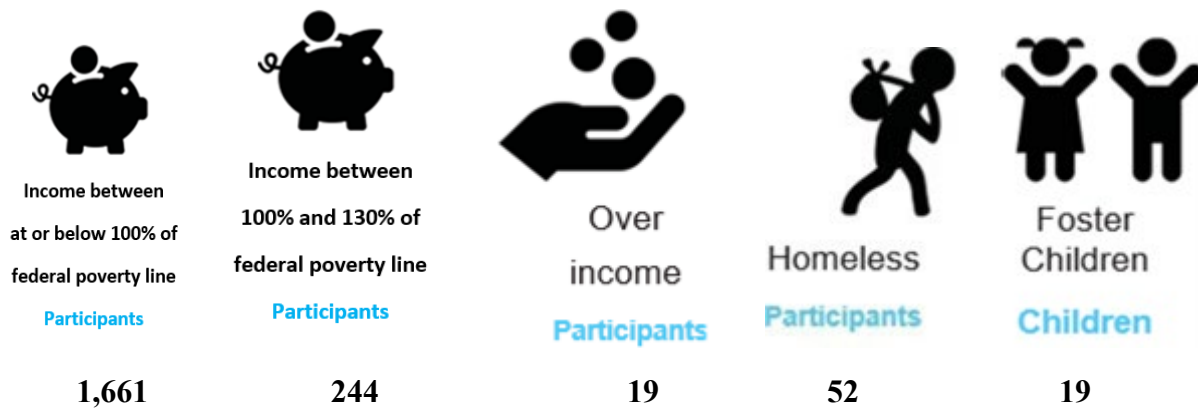 Income between
at or below 100% of
federal poverty line
Participants
1,661
Income between
100% and 130% of
federal poverty line
Participants
244
Over
income
Participants
19
Homeless
Participants
52
Foster
Children
Children
19